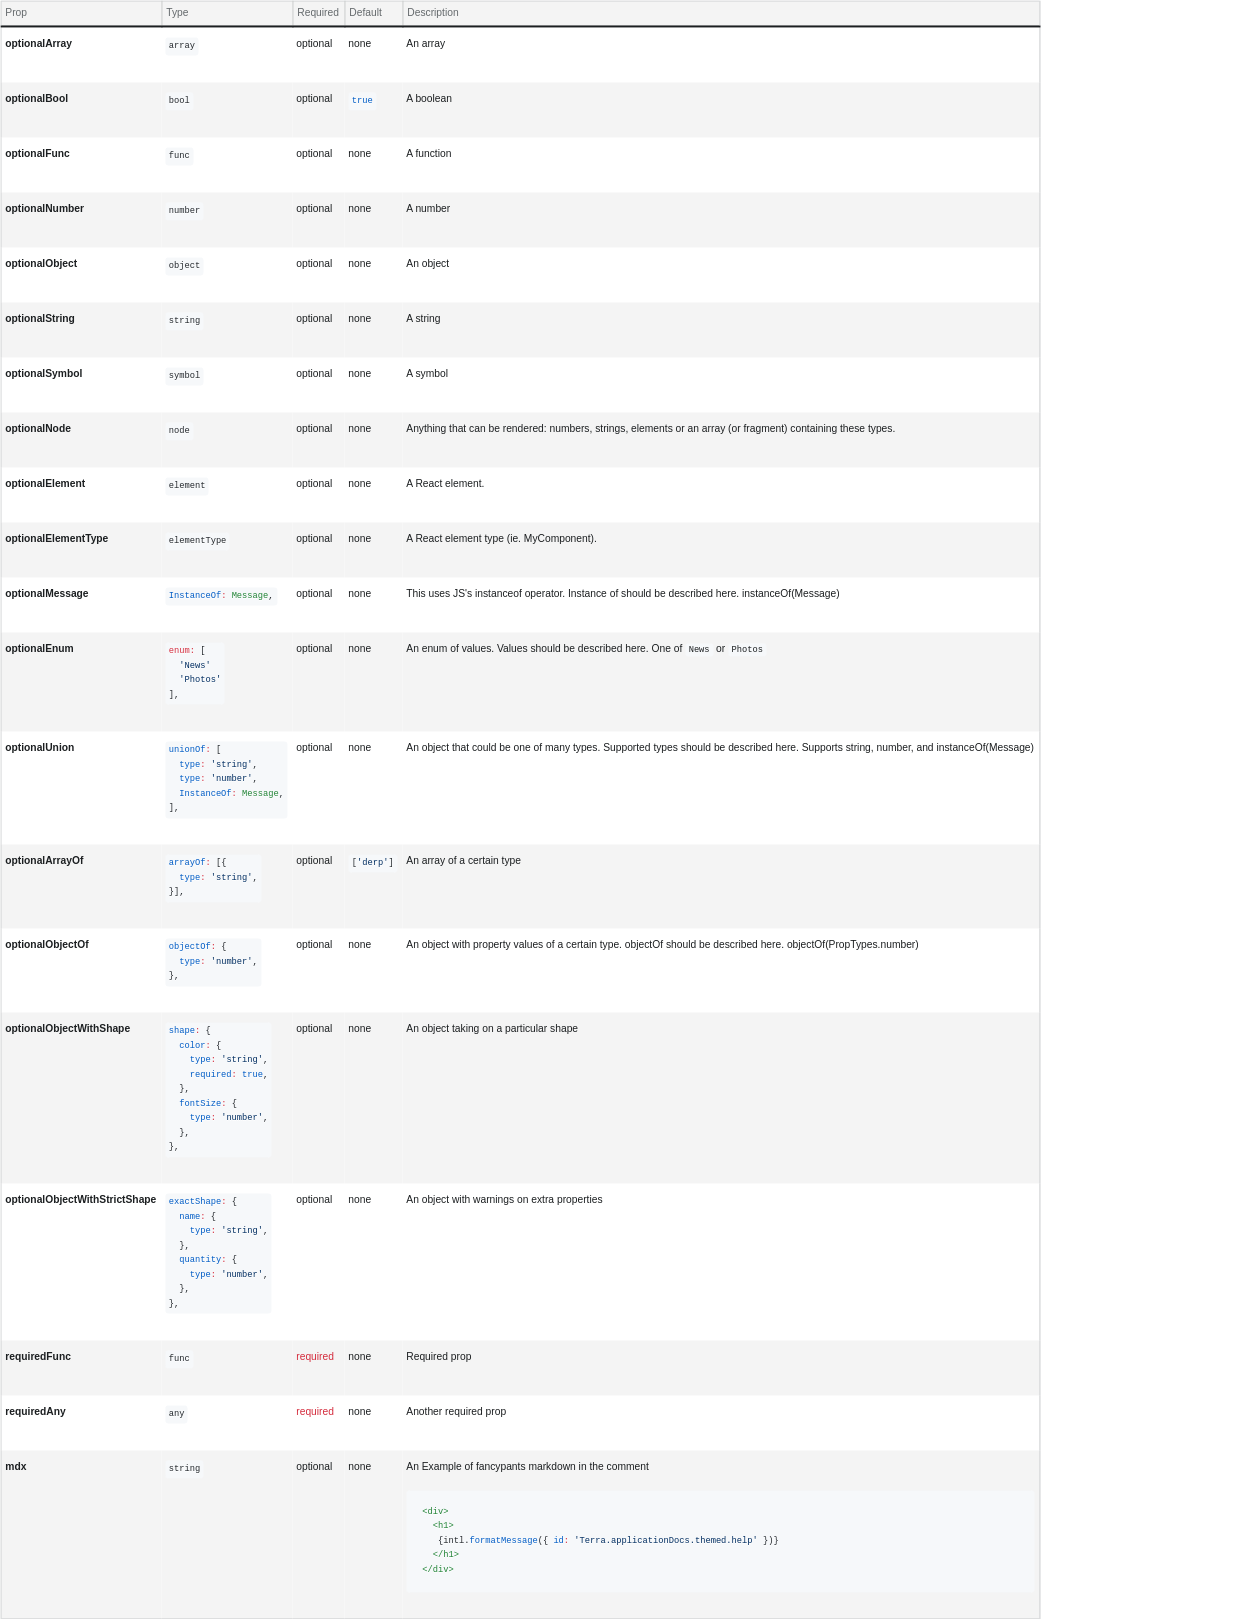 Prop Type Required Default Description
optionalArray array optional none An array
optionalBool bool optional true A boolean
optionalFunc func optional none A function
optionalNumber number optional none A number
optionalObject object optional none An object
optionalString string optional none A string
optionalSymbol symbol optional none A symbol
optionalNode node optional none Anything that can be rendered: numbers, strings, elements or an array (or fragment) containing these types.
optionalElement element optional none A React element.
optionalElementType elementType optional none A React element type (ie. MyComponent).
optionalMessage InstanceOf: Message, optional none This uses JS's instanceof operator. Instance of should be described here. instanceOf(Message)
optionalEnum enum: [ optional none An enum of values. Values should be described here. One of News or Photos
'News'
'Photos'
],
optionalUnion unionOf: [ optional none An object that could be one of many types. Supported types should be described here. Supports string, number, and instanceOf(Message)
type: 'string',
type: 'number',
InstanceOf: Message,
],
optionalArrayOf arrayOf: [{ optional ['derp'] An array of a certain type
type: 'string',
}],
optionalObjectOf objectOf: { optional none An object with property values of a certain type. objectOf should be described here. objectOf(PropTypes.number)
type: 'number',
},
optionalObjectWithShape shape: { optional none An object taking on a particular shape
color: {
type: 'string',
required: true,
},
fontSize: {
type: 'number',
},
},
optionalObjectWithStrictShape exactShape: { optional none An object with warnings on extra properties
name: {
type: 'string',
},
quantity: {
type: 'number',
},
},
requiredFunc func required none Required prop
requiredAny any required none Another required prop
mdx string optional none An Example of fancypants markdown in the comment
<div>
<h1>
{intl.formatMessage({ id: 'Terra.applicationDocs.themed.help' })}
</h1>
</div>